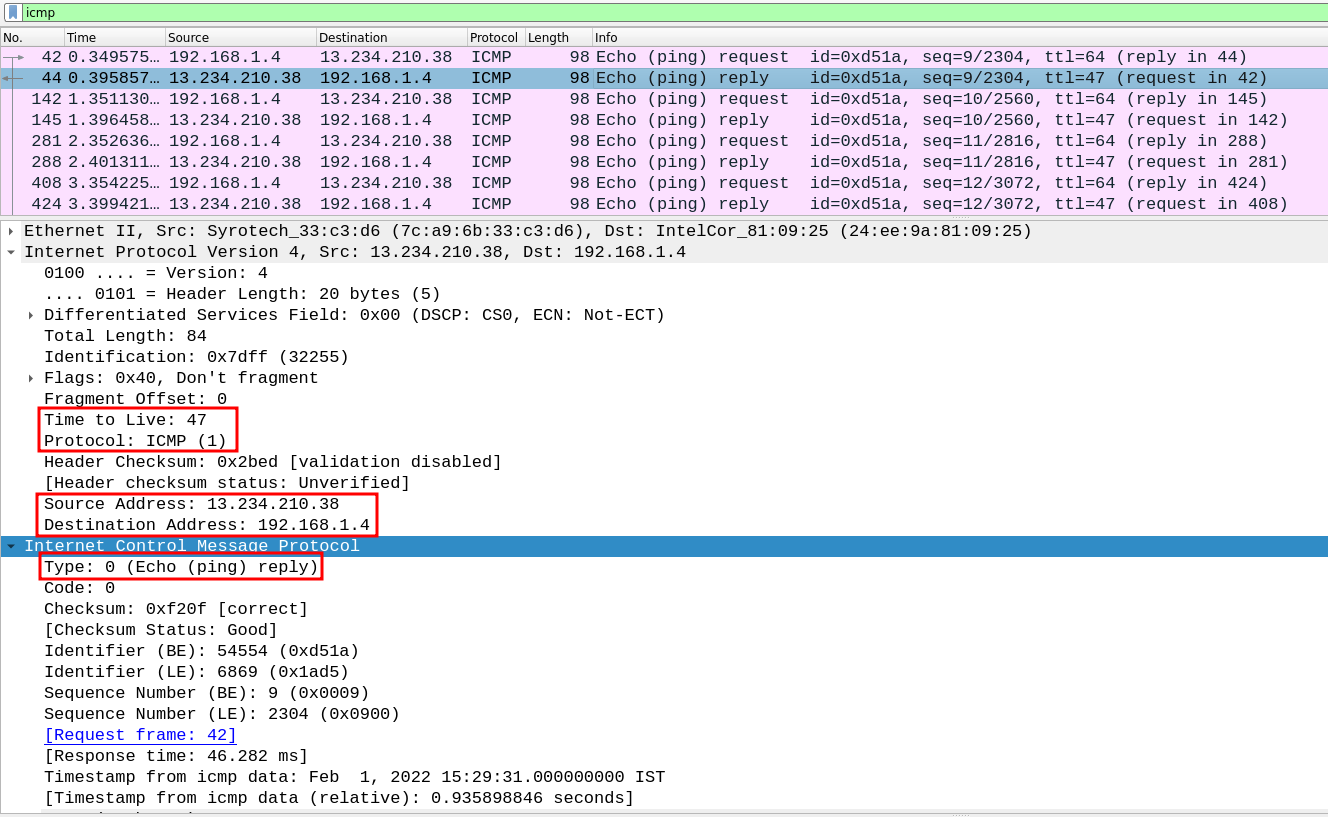 icmp
No. Time Source Destination Protocol Length Info
42 0.349575… 192.168.1.4 13.234.210.38 ICMP 98 Echo (ping) request id=0xd51a, seq=9/2304, ttl=64 (reply in 44)
44 0.395857… 13.234.210.38 192.168.1.4 ICMP 98 Echo (ping) reply id=0xd51a, seq=9/2304, ttl=47 (request in 42)
142 1.351130… 192.168.1.4 13.234.210.38 ICMP 98 Echo (ping) request id=0xd51a, seq=10/2560, ttl=64 (reply in 145)
145 1.396458… 13.234.210.38 192.168.1.4 ICMP 98 Echo (ping) reply id=0xd51a, seq=10/2560, ttl=47 (request in 142)
281 2.352636… 192.168.1.4 13.234.210.38 ICMP 98 Echo (ping) request id=0xd51a, seq=11/2816, ttl=64 (reply in 288)
288 2.401311… 13.234.210.38 192.168.1.4 ICMP 98 Echo (ping) reply id=0xd51a, seq=11/2816, ttl=47 (request in 281)
408 3.354225… 192.168.1.4 13.234.210.38 ICMP 98 Echo (ping) request id=0xd51a, seq=12/3072, ttl=64 (reply in 424)
424 3.399421… 13.234.210.38 192.168.1.4 ICMP 98 Echo (ping) reply id=0xd51a, seq=12/3072, ttl=47 (request in 408)
Ethernet II, Src: Syrotech_33:c3:d6 (7c:a9:6b:33:c3:d6), Dst: IntelCor_81:09:25 (24:ee:9a:81:09:25)
Internet Protocol Version 4, Src: 13.234.210.38, Dst: 192.168.1.4
0100 .... = Version: 4
.... 0101 = Header Length: 20 bytes (5)
Differentiated Services Field: 0x00 (DSCP: CS0, ECN: Not-ECT)
Total Length: 84
Identification: 0x7dff (32255)
Flags: 0x40, Don't fragment
Fragment Offset: 0
Time to Live: 47
Protocol: ICMP (1)
Header Checksum: 0x2bed [validation disabled]
[Header checksum status: Unverified]
Source Address: 13.234.210.38
Destination Address: 192.168.1.4
Internet Control Message Protocol
Type: 0 (Echo (ping) reply)
Code: 0
Checksum: 0xf20f [correct]
[Checksum Status: Good]
Identifier (BE): 54554 (0xd51a)
Identifier (LE): 6869 (0x1ad5)
Sequence Number (BE): 9 (0x0009)
Sequence Number (LE): 2304 (0x0900)
[Request frame: 42]
[Response time: 46.282 ms]
Timestamp from icmp data: Feb  1, 2022 15:29:31.000000000 IST
[Timestamp from icmp data (relative): 0.935898846 seconds]